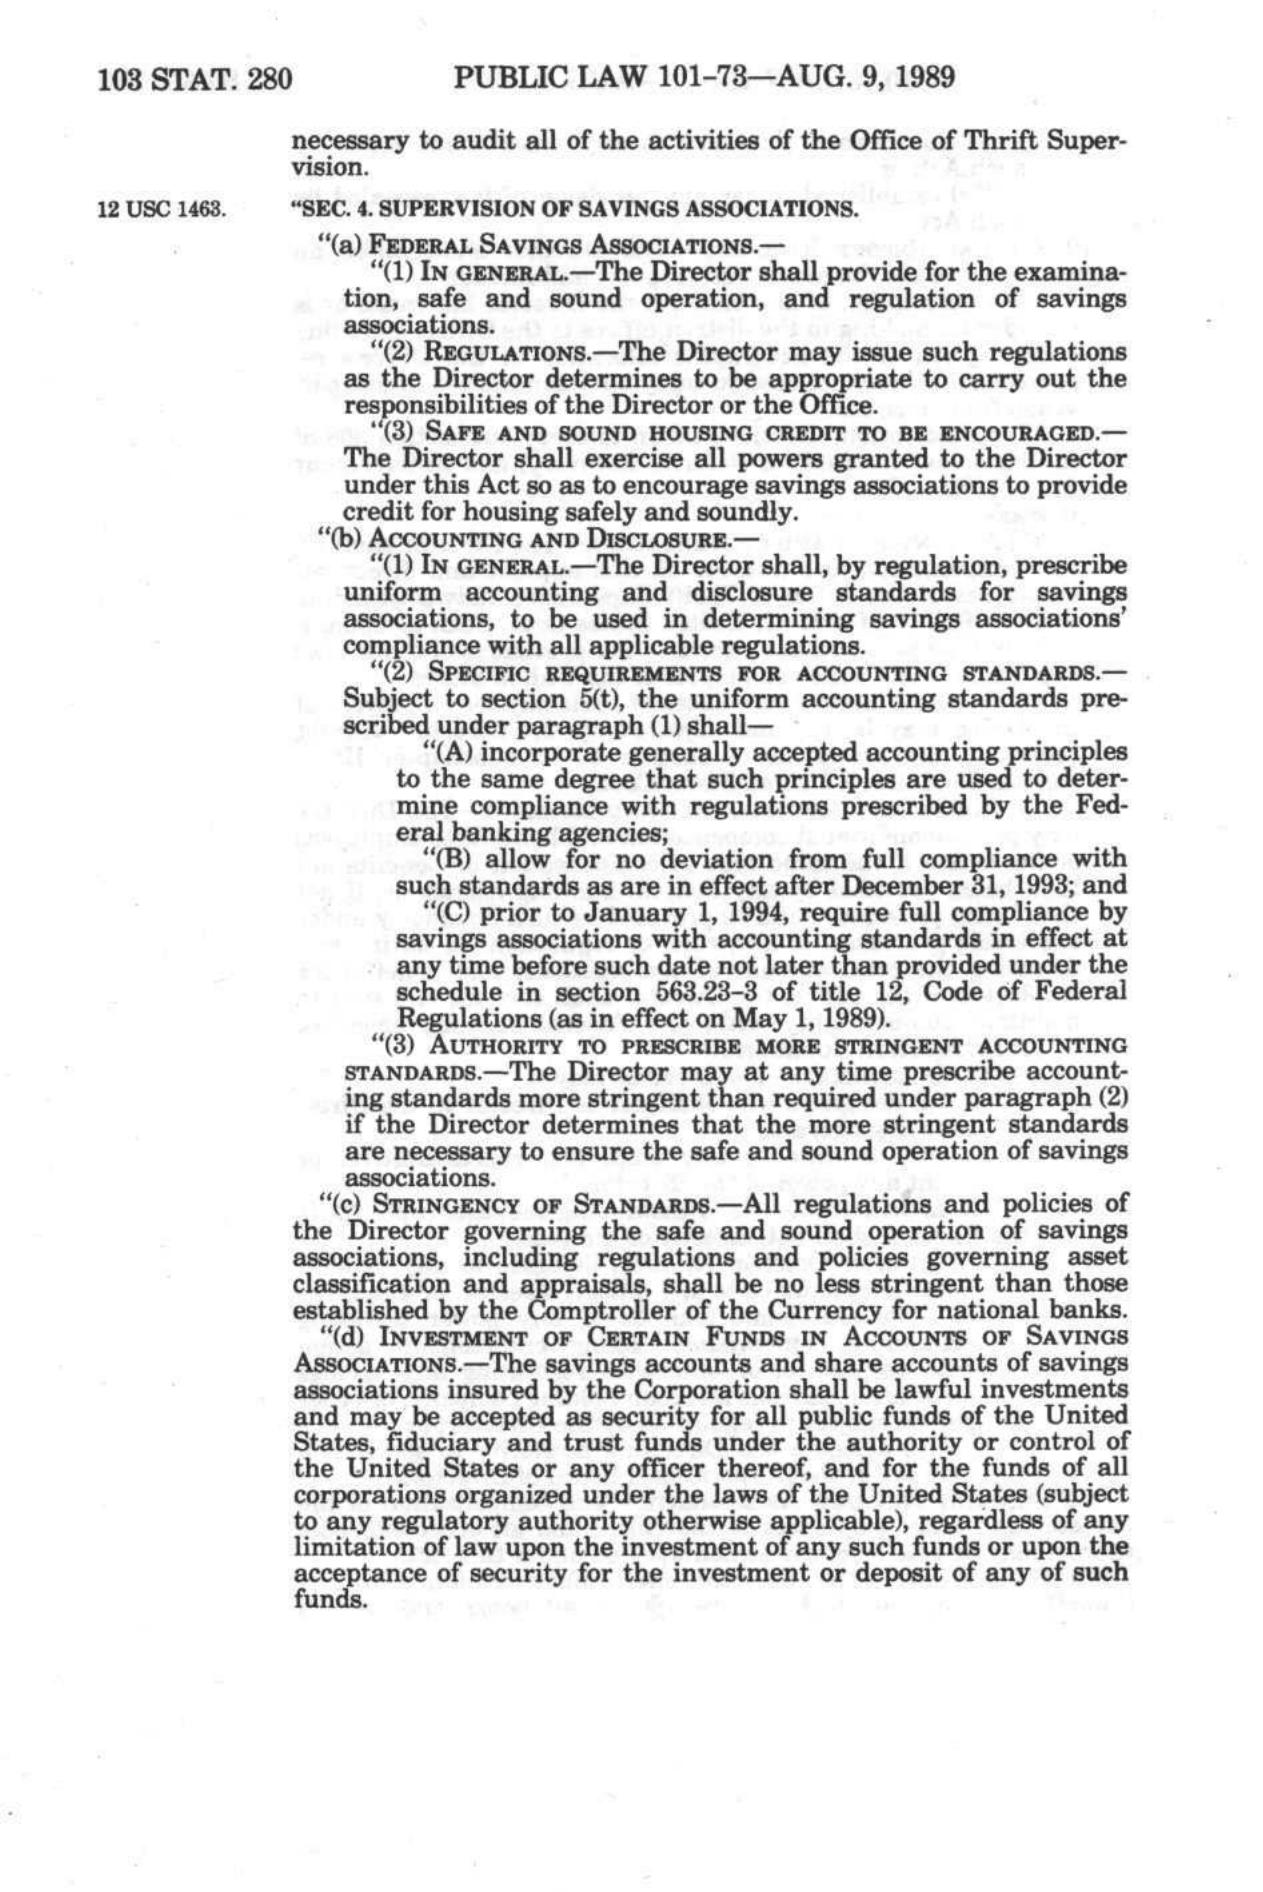 103 STAT. 280 PUBLIC LAW 101-73—AUG. 9, 1989
necessary to audit all of the activities of the Office of Thrift Super-
vision.
12 USC 1463. "SEC. 4. SUPERVISION OF SAVINGS ASSOCIATIONS.
"(a) FEDERAL SAVINGS ASSOCIATIONS.—
"(1) IN GENERAL.—The Director shall provide for the examina-
tion, safe and sound operation, and regulation of savings
associations.
"(2) REGULATIONS.—The Director may issue such regulations
as the Director determines to be appropriate to carry out the
responsibilities of the Director or the Office.
"(3) SAFE AND SOUND HOUSING CREDIT TO BE ENCOURAGED.—
The Director shall exercise all powers granted to the Director
under this Act so as to encourage savings associations to provide
credit for housing safely and soundly.
"(b) ACCOUNTING AND DISCLOSURE.—
"(1) IN GENERAL.—The Director shall, by regulation, prescribe
uniform accounting and disclosure standards for savings
associations, to be used in determining savings associations'
compliance with all applicable regulations.
"(2) SPECIFIC REQUIREMENTS FOR ACCOUNTING STANDARDS.—
Subject to section 5(t), the uniform accounting standards pre-
scribed under paragraph (1) shall—
"(A) incorporate generally accepted accounting principles
to the same degree that such principles are used to deter-
mine compliance with regulations prescribed by the Fed-
eral banking agencies;
"(B) allow for no deviation from full compliance with
such standards as are in effect after December 31, 1993; and
"(C) prior to January 1, 1994, require full compliance by
savings associations with accounting standards in effect at
any time before such date not later than provided under the
schedule in section 563.23-3 of title 12, Code of Federal
Regulations (as in effect on May 1, 1989).
"(3) AUTHORITY TO PRESCRIBE MORE STRINGENT ACCOUNTING
STANDARDS.—The Director may at any time prescribe account-
ing standards more stringent than required under paragraph (2)
if the Director determines that the more stringent standards
are necessary to ensure the safe and sound operation of savings
associations.
"(c) STRINGENCY OF STANDARDS.—All regulations and policies of
the Director governing the safe and sound operation of savings
associations, including regulations and policies governing asset
classification and appraisals, shall be no less stringent than those
established by the Comptroller of the Currency for national banks.
"(d) INVESTMENT OF CERTAIN FUNDS IN ACCOUNTS OF SAVINGS
ASSOCIATIONS.—The savings accounts and share accounts of savings
associations insured by the Corporation shall be lawful investments
and may be accepted as security for all public funds of the United
States, fiduciary and trust funds under the authority or control of
the United States or any officer thereof, and for the funds of all
corporations organized under the laws of the United States (subject
to any regulatory authority otherwise applicable), regardless of any
limitation of law upon the investment of any such funds or upon the
acceptance of security for the investment or deposit of any of such
funds.